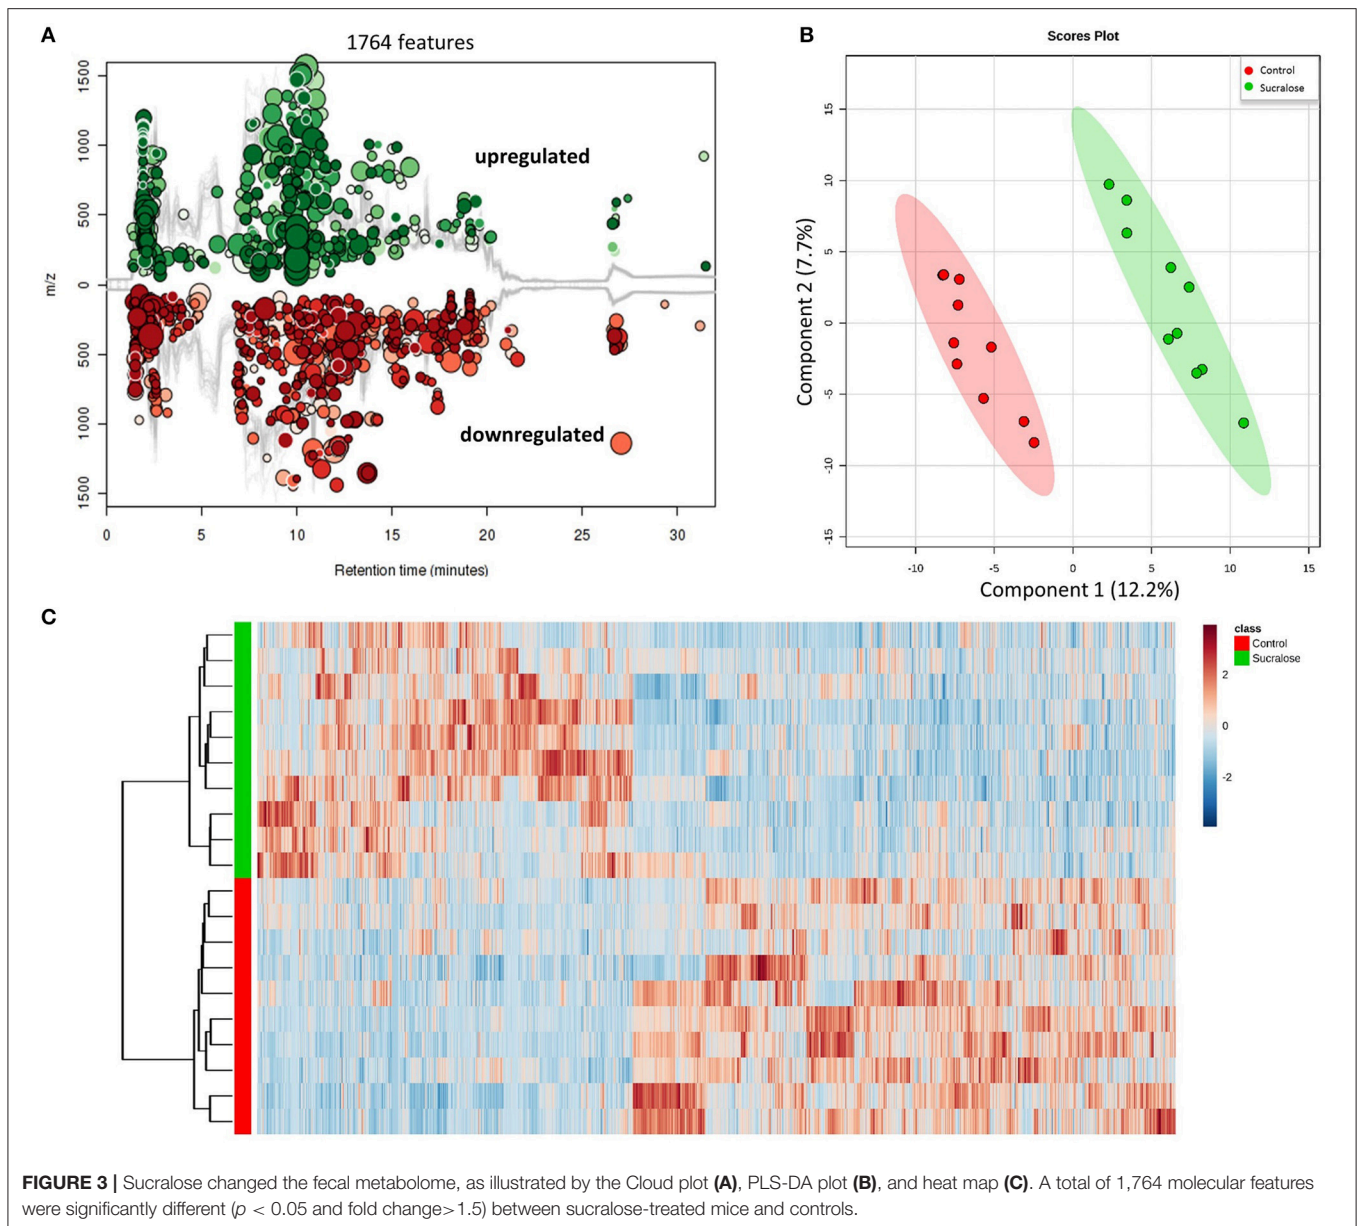 A
1764 features
upregulated
downregulated
m/z
1500
1000
500
0
500
1000
1500
0 5 10 15 20 25 30
Retention time (minutes)
B
Scores Plot
Control
Sucralose
Component 2 (7.7%)
15
10
5
0
-5
-10
-15
-10 -5 0 5 10 15
Component 1 (12.2%)
C
class
Control
Sucralose
2
0
-2
FIGURE 3 | Sucralose changed the fecal metabolome, as illustrated by the Cloud plot (A), PLS-DA plot (B), and heat map (C). A total of 1,764 molecular features
were significantly different (p < 0.05 and fold change>1.5) between sucralose-treated mice and controls.